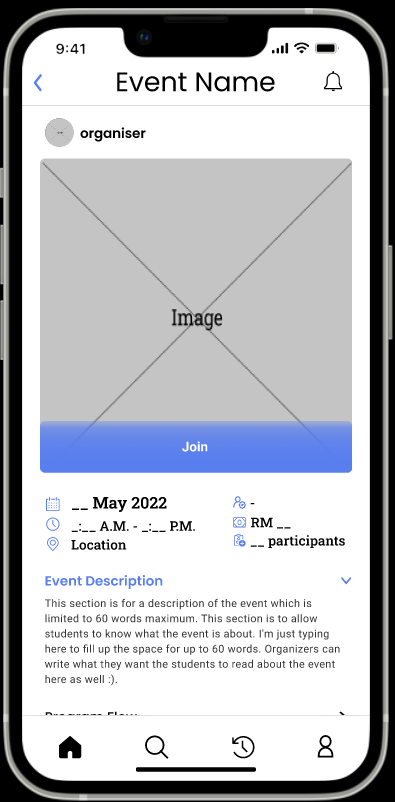 9:41
Event Name
organiser
Image
Join
__ May 2022
-
_:__ A.M. - _:__ P.M.
RM __
Location
__ participants
Event Description
This section is for a description of the event which is
limited to 60 words maximum. This section is to allow
students to know what the event is about. I'm just typing
here to fill up the space for up to 60 words. Organizers can
write what they want the students to read about the event
here as well :).
Program Flow